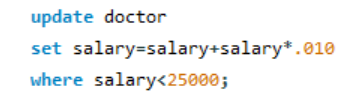 update doctor
set salary=salary+salary*.010
where salary<25000;